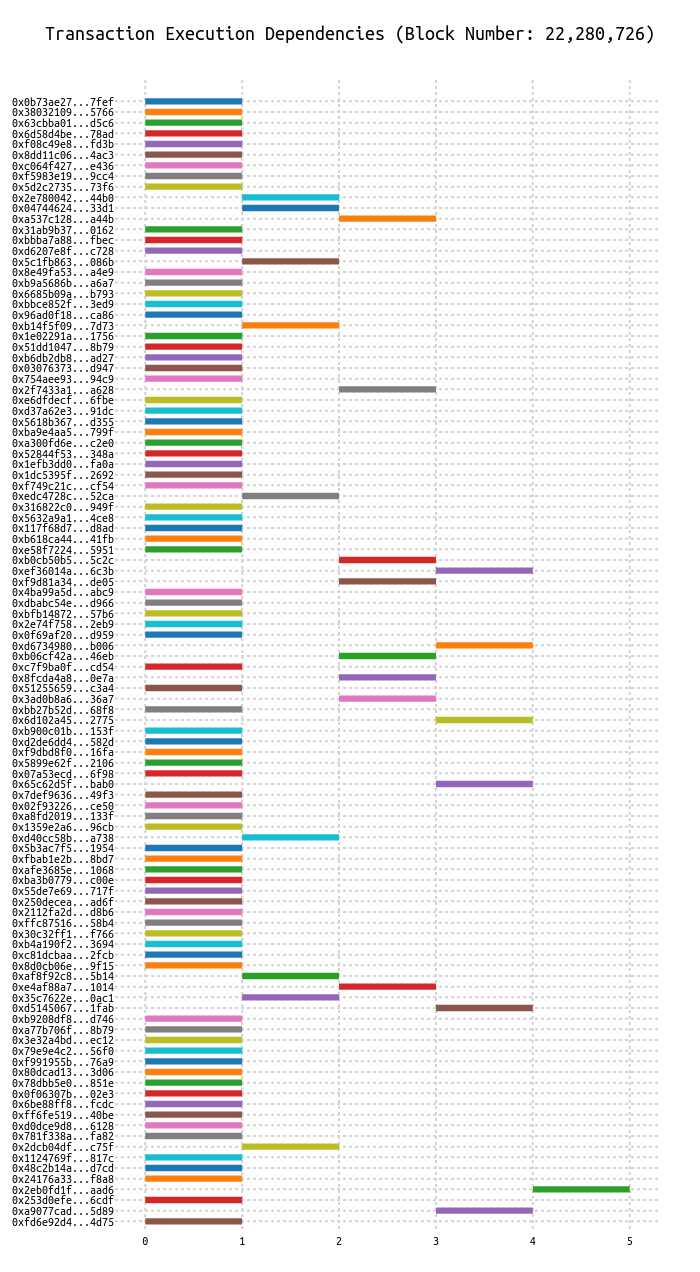 Transaction Execution Dependencies (Block Number: 22,280,726)
0x0b73ae27...7fef
0x38032109...5766
0x63cbba01...d5c6
0x6d58d4be...78ad
0xf08c49e8...fd3b
0x8dd11c06...4ac3
0xc064f427...e436
0xf5983e19...9cc4
0x5d2c2735...73f6
0x2e780042...44b0
0x04744624...33d1
0xa537c128...a44b
0x31ab9b37...0162
0xbbba7a88...fbec
0xd6207e8f...c728
0x5c1fb863...086b
0x8e49fa53...a4e9
0xb9a5686b...a6a7
0x6685b09a...b793
0xbbce852f...3ed9
0x96ad0f18...ca86
0xb14f5f09...7d73
0x1e02291a...1756
0x51dd1047...8b79
0xb6db2db8...ad27
0x03076373...d947
0x754aee93...94c9
0x2f7433a1...a628
0xe6dfdecf...6fbe
0xd37a62e3...91dc
0x5618b367...d355
0xba9e4aa5...799f
0xa300fd6e...c2e0
0x52844f53...348a
0x1efb3dd0...fa0a
0x1dc5395f...2692
0xf749c21c...cf54
0xedc4728c...52ca
0x316822c0...949f
0x5632a9a1...4ce8
0x117f68d7...d8ad
0xb618ca44...41fb
0xe58f7224...5951
0xb0cb50b5...5c2c
0xef36014a...6c3b
0xf9d81a34...de05
0x4ba99a5d...abc9
0xdbabc54e...d966
0xbfb14872...57b6
0x2e74f758...2eb9
0x0f69af20...d959
0xd6734980...b006
0xb06cf42a...46eb
0xc7f9ba0f...cd54
0x8fcda4a8...0e7a
0x51255659...c3a4
0x3ad0b8a6...36a7
0xbb27b52d...68f8
0x6d102a45...2775
0xb900c01b...153f
0xd2de6dd4...582d
0xf9dbd8f0...16fa
0x5899e62f...2106
0x07a53ecd...6f98
0x65c62d5f...bab0
0x7def9636...49f3
0x02f93226...ce50
0xa8fd2019...133f
0x1359e2a6...96cb
0xd40cc58b...a738
0x5b3ac7f5...1954
0xfbab1e2b...8bd7
0xafe3685e...1068
0xba3b0779...c00e
0x55de7e69...717f
0x250decea...ad6f
0x2112fa2d...d8b6
0xffc87516...58b4
0x30c32ff1...f766
0xb4a190f2...3694
0xc81dcbaa...2fcb
0x8d0cb06e...9f15
0xaf8f92c8...5b14
0xe4af88a7...1014
0x35c7622e...0ac1
0xd5145067...1fab
0xb9208df8...d746
0xa77b706f...8b79
0x3e32a4bd...ec12
0x79e9e4c2...56f0
0xf991955b...76a9
0x80dcad13...3d06
0x78dbb5e0...851e
0x0f06307b...02e3
0x6be88ff8...fcdc
0xff6fe519...40be
0xd0dce9d8...6128
0x781f338a...fa82
0x2dcb04df...c75f
0x1124769f...817c
0x48c2b14a...d7cd
0x24176a33...f8a8
0x2eb0fd1f...aad6
0x253d0efe...6cdf
0xa9077cad...5d89
0xfd6e92d4...4d75
0 1 2 3 4 5